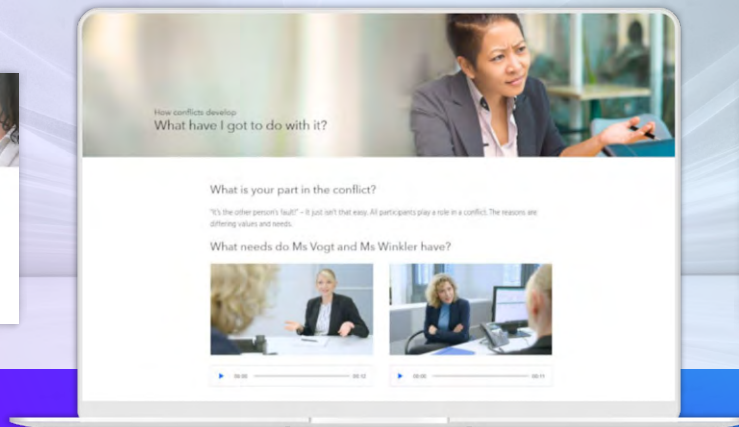 How conflicts develop
What have I got to do with it?
What is your part in the conflict?
"It's the other person's fault!" – It just isn't that easy. All participants play a role in a conflict. The reasons are
differing values and needs.
What needs do Ms Vogt and Ms Winkler have?
00:00 00:12 00:00 00:11